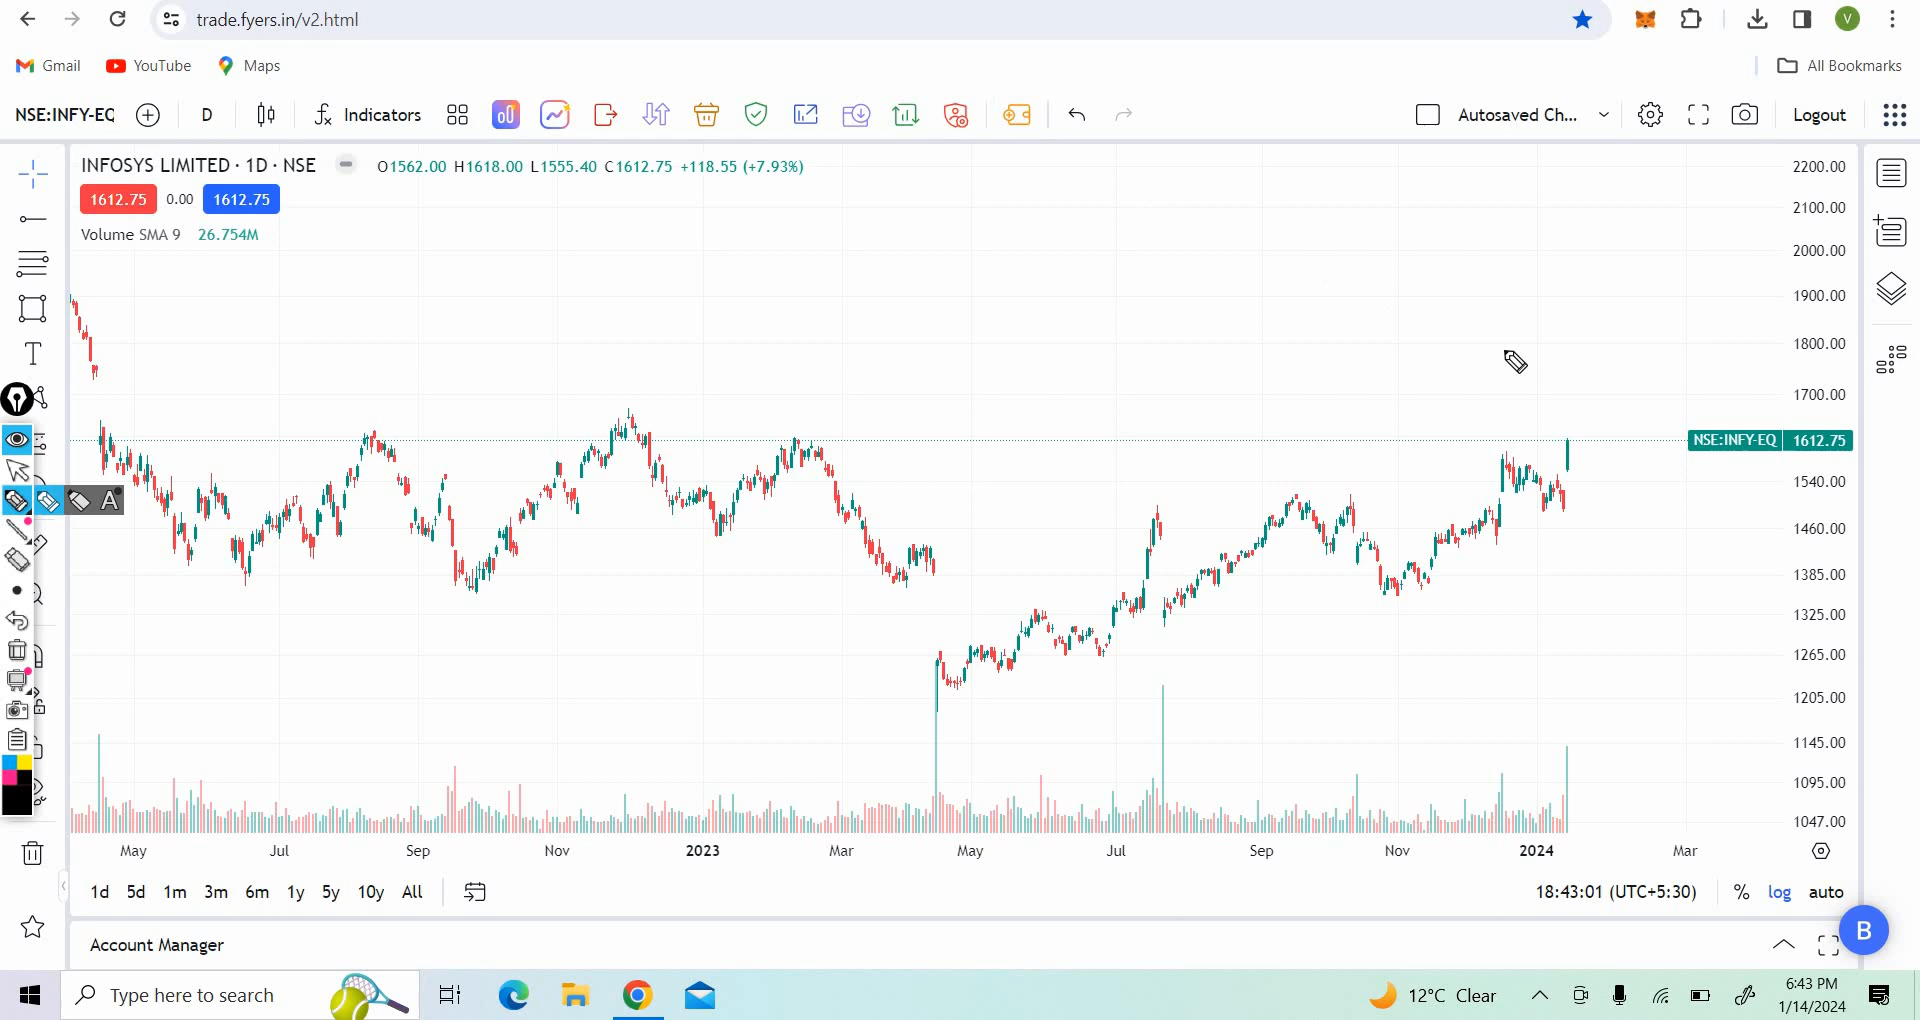 trade.fyers.in/v2.html
V
Gmail YouTube Maps
All Bookmarks
NSE:INFY-EQ D Indicators
Autosaved Ch... Logout
INFOSYS LIMITED · 1D · NSE O1562.00 H1618.00 L1555.40 C1612.75 +118.55 (+7.93%)
1612.75 0.00 1612.75
Volume SMA 9 26.754M
2200.00
2100.00
2000.00
1900.00
1800.00
1700.00
NSE:INFY-EQ 1612.75
1540.00
1460.00
1385.00
1325.00
1265.00
1205.00
1145.00
1095.00
1047.00
T
A
May Jul Sep Nov 2023 Mar May Jul Sep Nov 2024 Mar
1d 5d 1m 3m 6m 1y 5y 10y All
18:43:01 (UTC+5:30) % log auto
B
Account Manager
Type here to search
12°C Clear
6:43 PM
1/14/2024